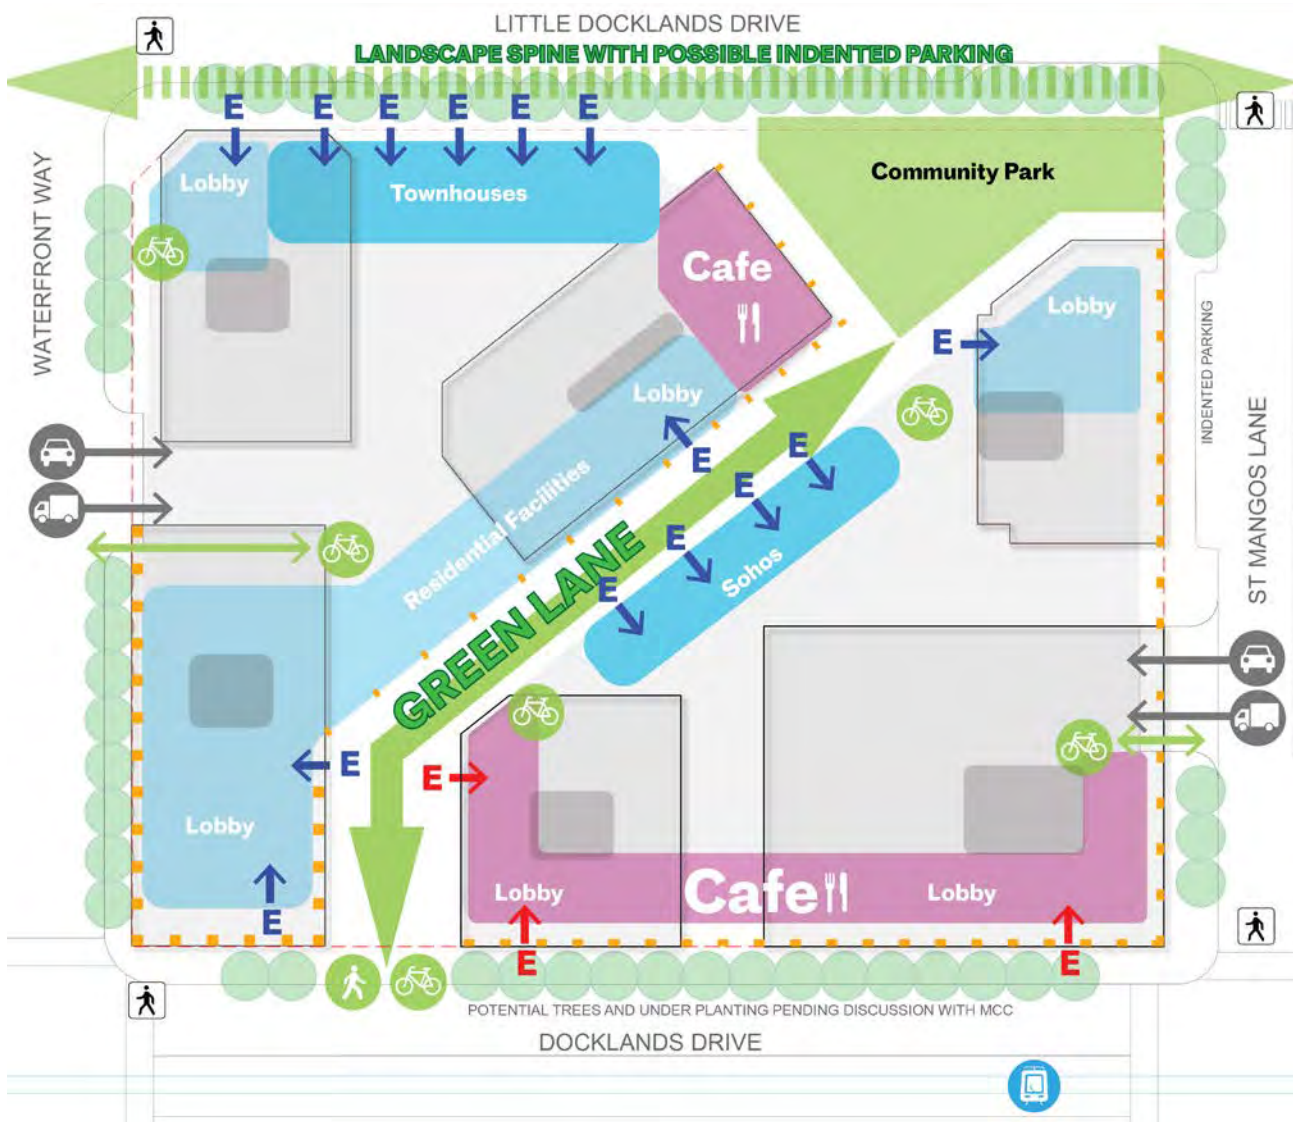 LITTLE DOCKLANDS DRIVE
LANDSCAPE SPINE WITH POSSIBLE INDENTED PARKING
E E E E E E
Lobby
Townhouses
Community Park
WATERFRONT WAY
Cafe
Lobby
INDENTED PARKING
E
Lobby
E
E
E
E
E
Residential Facilities
GREEN LANE
Sohos
ST MANGOS LANE
E
E
Lobby
E
Lobby
Cafe
Lobby
E
E
E
POTENTIAL TREES AND UNDER PLANTING PENDING DISCUSSION WITH MCC
DOCKLANDS DRIVE